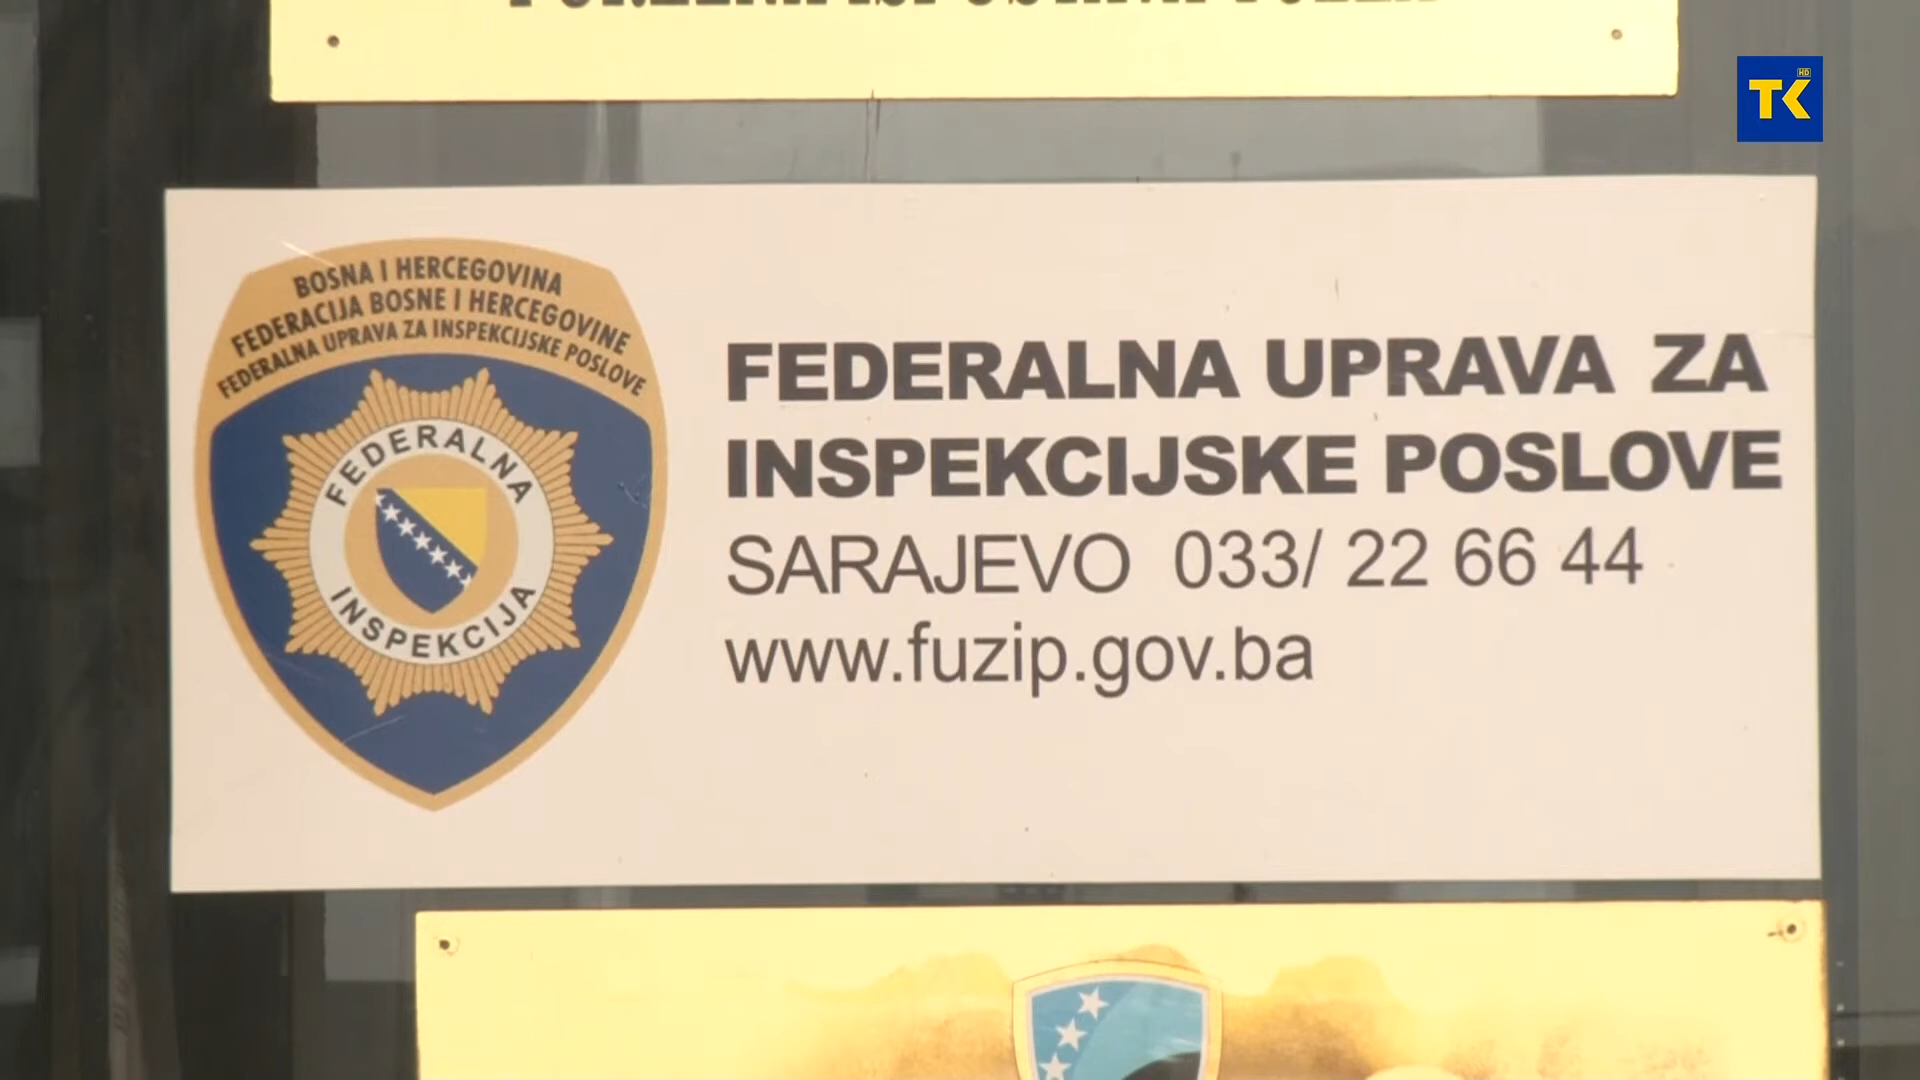 TK HD
BOSNA I HERCEGOVINA
FEDERACIJA BOSNE I HERCEGOVINE
FEDERALNA UPRAVA ZA INSPEKCIJSKE POSLOVE
FEDERALNA
INSPEKCIJA
FEDERALNA UPRAVA ZA
INSPEKCIJSKE POSLOVE
SARAJEVO 033/ 22 66 44
www.fuzip.gov.ba